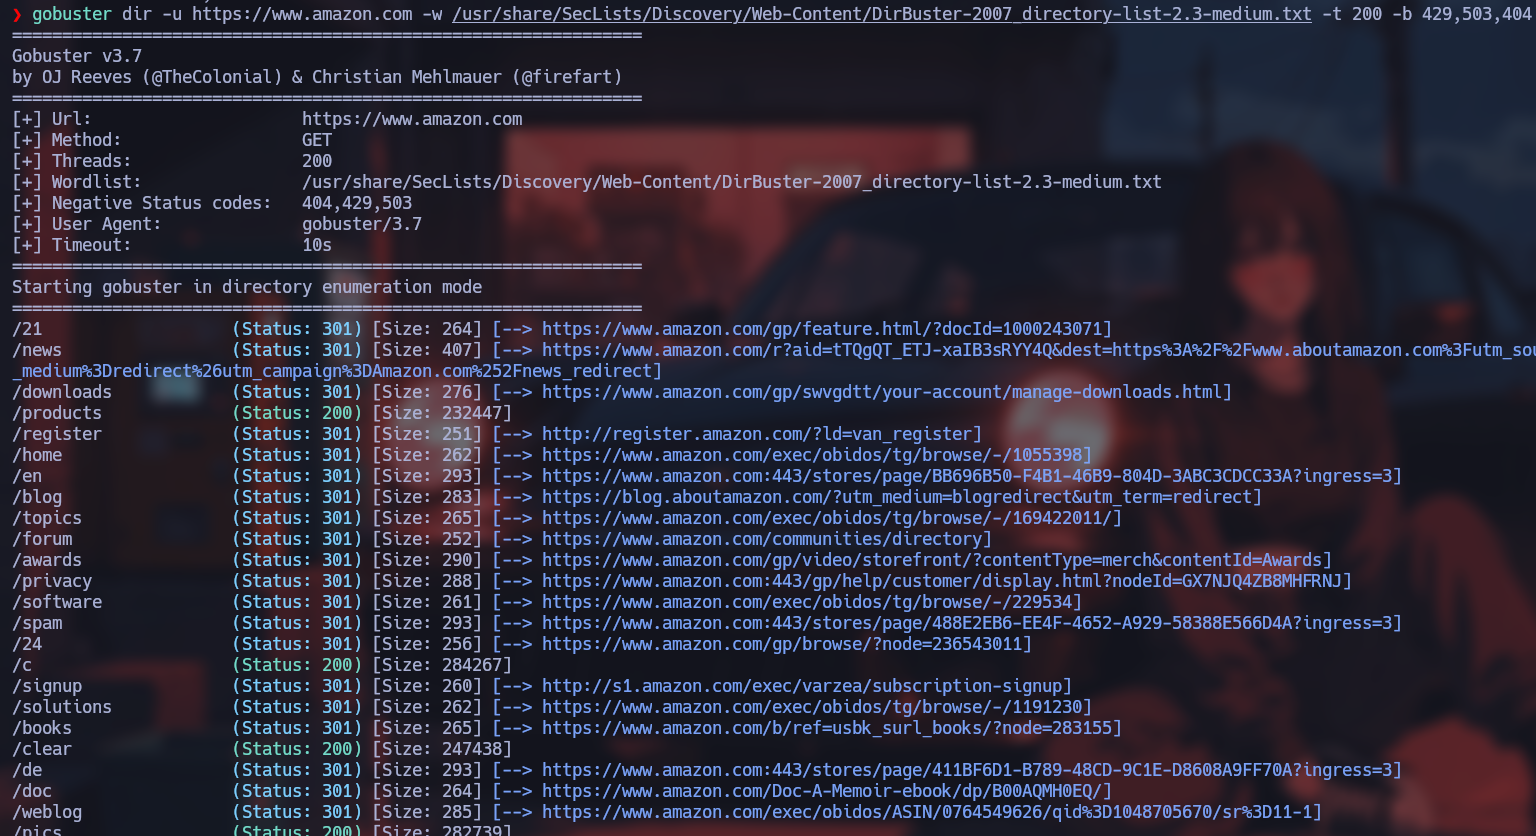 ❯ gobuster dir -u https://www.amazon.com -w /usr/share/SecLists/Discovery/Web-Content/DirBuster-2007_directory-list-2.3-medium.txt -t 200 -b 429,503,404
===============================================================
Gobuster v3.7
by OJ Reeves (@TheColonial) & Christian Mehlmauer (@firefart)
===============================================================
[+] Url:                     https://www.amazon.com
[+] Method:                  GET
[+] Threads:                 200
[+] Wordlist:                /usr/share/SecLists/Discovery/Web-Content/DirBuster-2007_directory-list-2.3-medium.txt
[+] Negative Status codes:   404,429,503
[+] User Agent:              gobuster/3.7
[+] Timeout:                 10s
===============================================================
Starting gobuster in directory enumeration mode
===============================================================
/21                   (Status: 301) [Size: 264] [--> https://www.amazon.com/gp/feature.html/?docId=1000243071]
/news                 (Status: 301) [Size: 407] [--> https://www.amazon.com/r?aid=tTQgQT_ETJ-xaIB3sRYY4Q&dest=https%3A%2F%2Fwww.aboutamazon.com%3Futm_sou
_medium%3Dredirect%26utm_campaign%3DAmazon.com%252Fnews_redirect]
/downloads            (Status: 301) [Size: 276] [--> https://www.amazon.com/gp/swvgdtt/your-account/manage-downloads.html]
/products             (Status: 200) [Size: 232447]
/register             (Status: 301) [Size: 251] [--> http://register.amazon.com/?ld=van_register]
/home                 (Status: 301) [Size: 262] [--> https://www.amazon.com/exec/obidos/tg/browse/-/1055398]
/en                   (Status: 301) [Size: 293] [--> https://www.amazon.com:443/stores/page/BB696B50-F4B1-46B9-804D-3ABC3CDCC33A?ingress=3]
/blog                 (Status: 301) [Size: 283] [--> https://blog.aboutamazon.com/?utm_medium=blogredirect&utm_term=redirect]
/topics               (Status: 301) [Size: 265] [--> https://www.amazon.com/exec/obidos/tg/browse/-/169422011/]
/forum                (Status: 301) [Size: 252] [--> https://www.amazon.com/communities/directory]
/awards               (Status: 301) [Size: 290] [--> https://www.amazon.com/gp/video/storefront/?contentType=merch&contentId=Awards]
/privacy              (Status: 301) [Size: 288] [--> https://www.amazon.com:443/gp/help/customer/display.html?nodeId=GX7NJQ4ZB8MHFRNJ]
/software             (Status: 301) [Size: 261] [--> https://www.amazon.com/exec/obidos/tg/browse/-/229534]
/spam                 (Status: 301) [Size: 293] [--> https://www.amazon.com:443/stores/page/488E2EB6-EE4F-4652-A929-58388E566D4A?ingress=3]
/24                   (Status: 301) [Size: 256] [--> https://www.amazon.com/gp/browse/?node=236543011]
/c                    (Status: 200) [Size: 284267]
/signup               (Status: 301) [Size: 260] [--> http://s1.amazon.com/exec/varzea/subscription-signup]
/solutions            (Status: 301) [Size: 262] [--> https://www.amazon.com/exec/obidos/tg/browse/-/1191230]
/books                (Status: 301) [Size: 265] [--> https://www.amazon.com/b/ref=usbk_surl_books/?node=283155]
/clear                (Status: 200) [Size: 247438]
/de                   (Status: 301) [Size: 293] [--> https://www.amazon.com:443/stores/page/411BF6D1-B789-48CD-9C1E-D8608A9FF70A?ingress=3]
/doc                  (Status: 301) [Size: 264] [--> https://www.amazon.com/Doc-A-Memoir-ebook/dp/B00AQMH0EQ/]
/weblog               (Status: 301) [Size: 285] [--> https://www.amazon.com/exec/obidos/ASIN/0764549626/qid%3D1048705670/sr%3D11-1]
/pics                 (Status: 200) [Size: 282739]